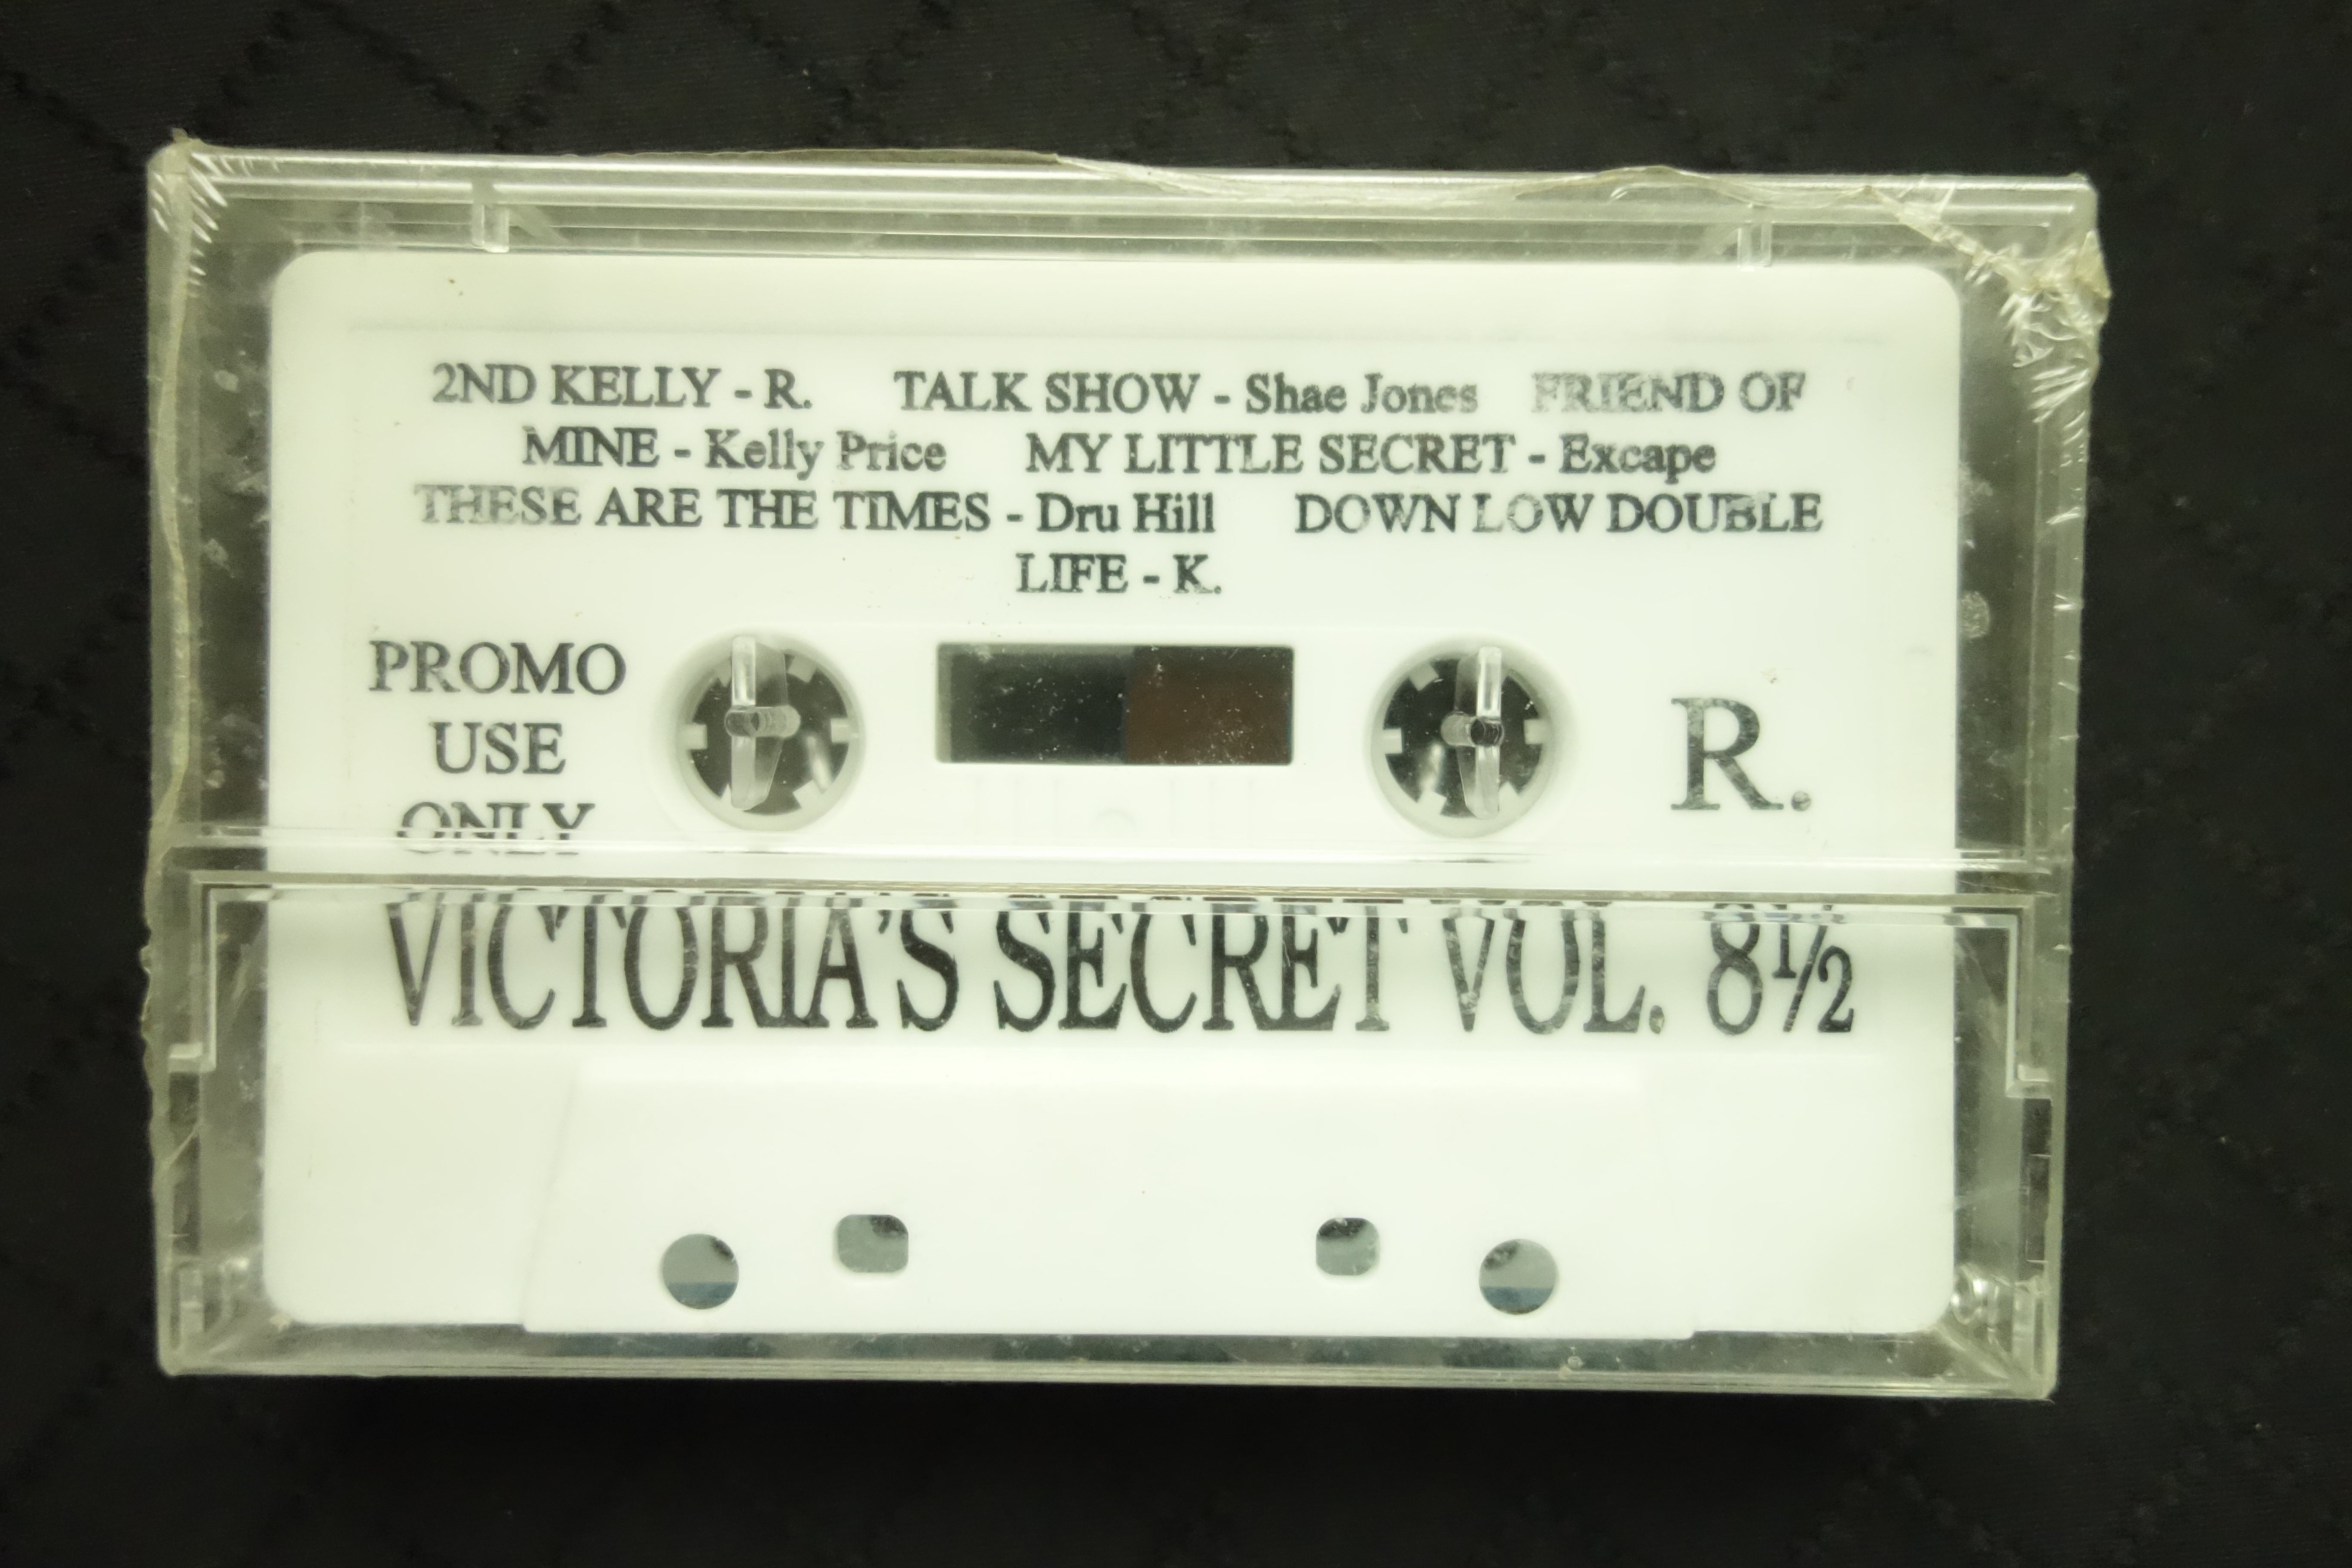 2ND KELLY - R. TALK SHOW - Shae Jones FRIEND OF
MINE - Kelly Price MY LITTLE SECRET - Excape
THESE ARE THE TIMES - Dru Hill DOWN LOW DOUBLE
LIFE - K.
PROMO
USE
ONLY
R.
VICTORIA'S SECRET VOL. 8½